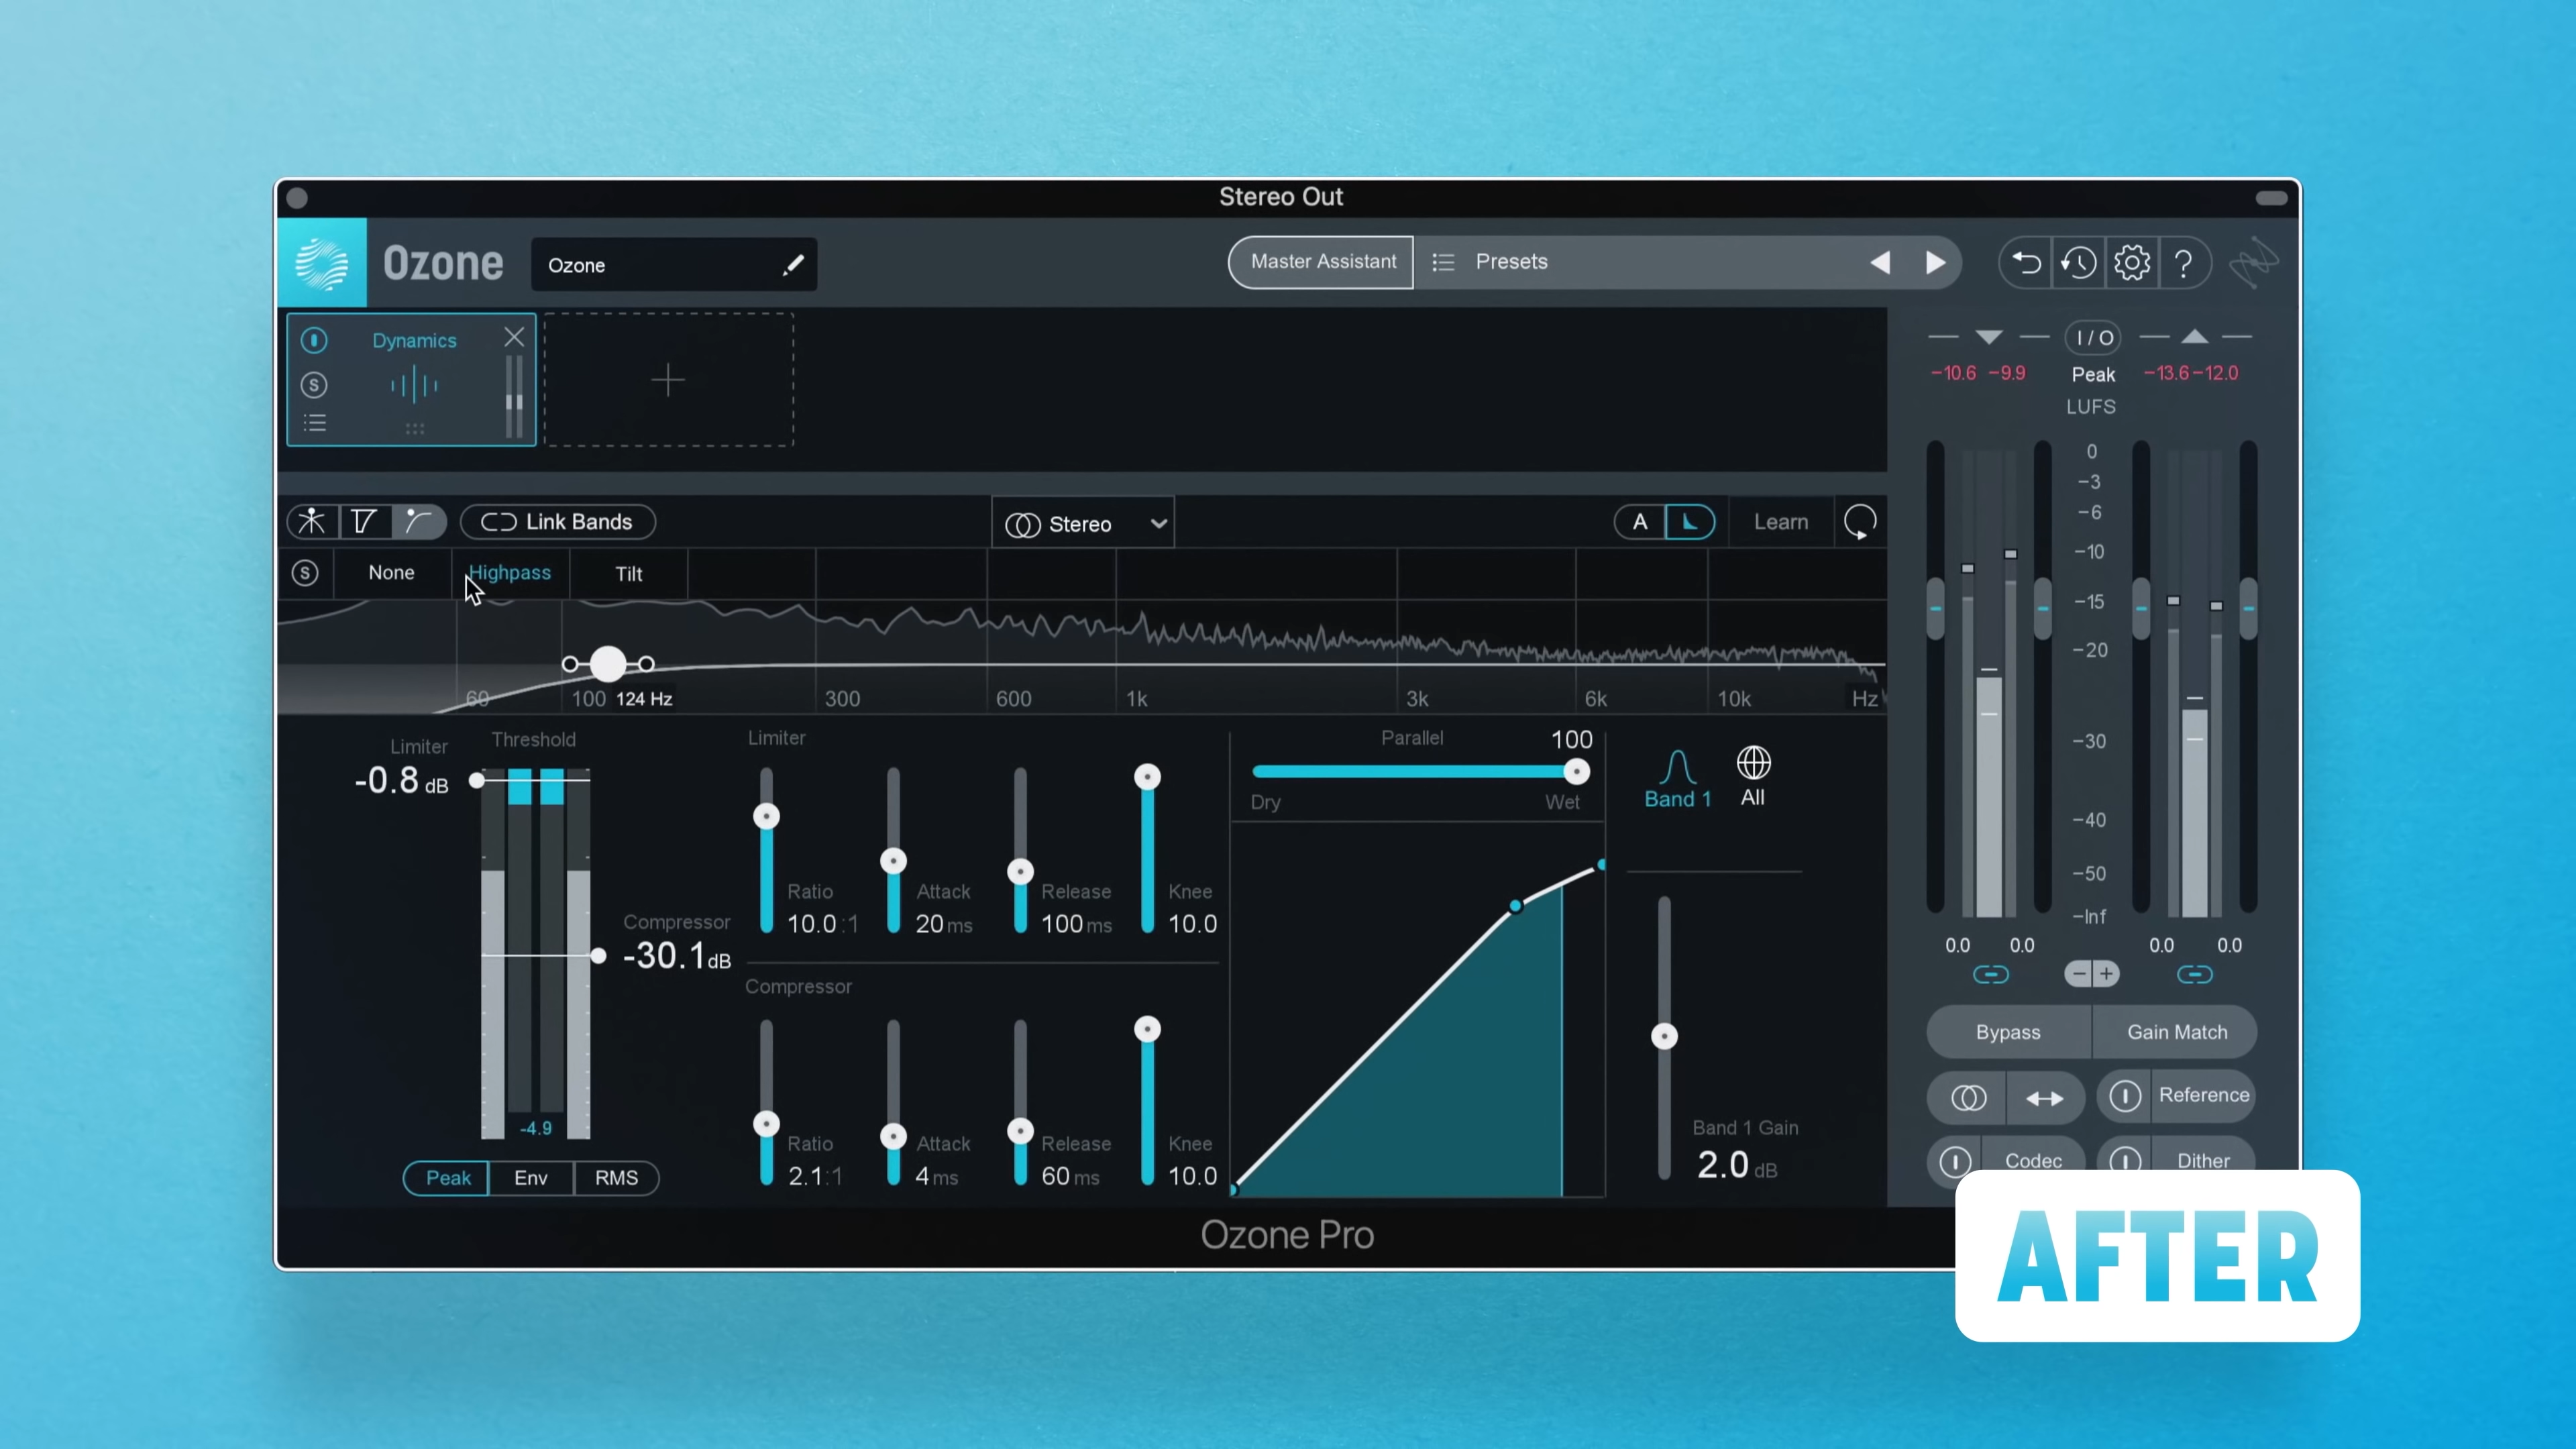 Stereo Out
Ozone
Ozone
Master Assistant
Presets
?
Dynamics
S
I / O
-10.6 -9.9
Peak
-13.6 -12.0
LUFS
Link Bands
Stereo
A
Learn
S
None
Highpass
Tilt
60
100
124 Hz
300
600
1k
3k
6k
10k
Hz
0
-3
-6
-10
-15
-20
-30
-40
-50
-Inf
Limiter
-0.8 dB
Threshold
Limiter
Ratio
10.0:1
Attack
20 ms
Release
100 ms
Knee
10.0
Compressor
-30.1 dB
Compressor
Ratio
2.1:1
Attack
4 ms
Release
60 ms
Knee
10.0
-4.9
Peak
Env
RMS
Parallel
100
Dry
Wet
Band 1
All
Band 1 Gain
2.0 dB
0.0
0.0
0.0
0.0
Bypass
Gain Match
Reference
Codec
Dither
Ozone Pro
AFTER